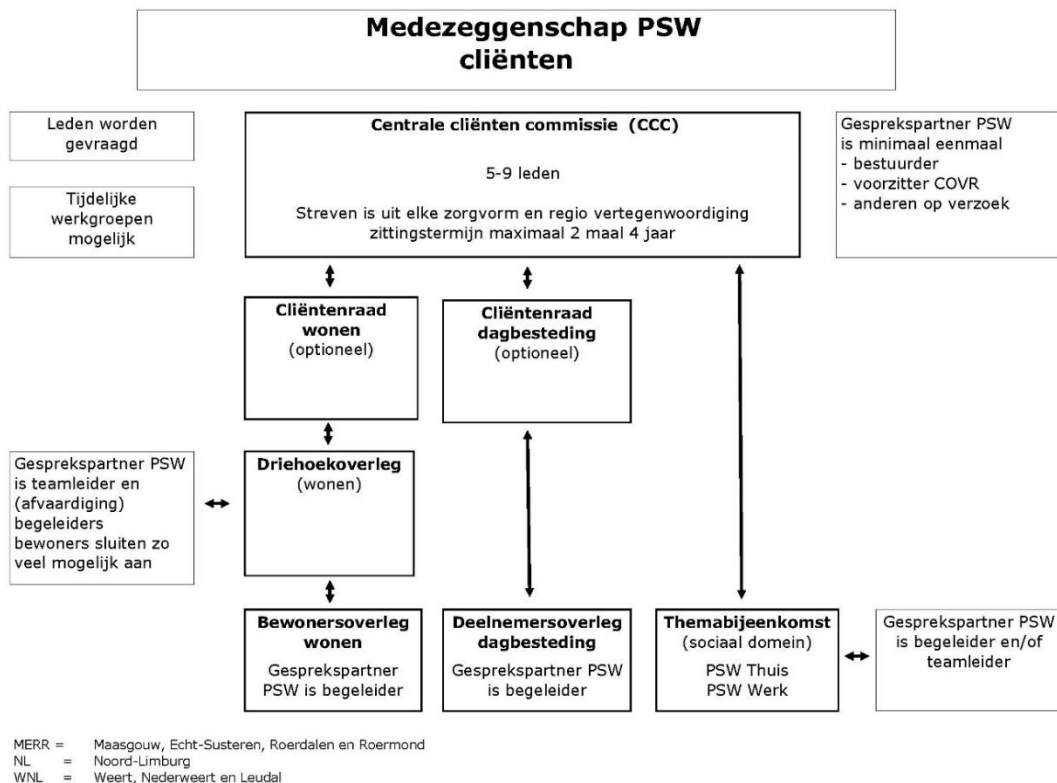 Medezeggenschap PSW
cliënten
Leden worden
gevraagd
Tijdelijke
werkgroepen
mogelijk
Centrale cliënten commissie (CCC)
5-9 leden
Streven is uit elke zorgvorm en regio vertegenwoordiging
zittingstermijn maximaal 2 maal 4 jaar
Gesprekspartner PSW
is minimaal eenmaal
- bestuurder
- voorzitter COVR
- anderen op verzoek
Cliëntenraad
wonen
(optioneel)
Cliëntenraad
dagbesteding
(optioneel)
Gesprekspartner PSW
is teamleider en
(afvaardiging)
begeleiders
bewoners sluiten zo
veel mogelijk aan
Driehoekoverleg
(wonen)
Bewonersoverleg
wonen
Gesprekspartner
PSW is begeleider
Deelnemersoverleg
dagbesteding
Gesprekspartner PSW
is begeleider
Themabijeenkomst
(sociaal domein)
PSW Thuis
PSW Werk
Gesprekspartner PSW
is begeleider en/of
teamleider
MERR = Maasgouw, Echt-Susteren, Roerdalen en Roermond
NL = Noord-Limburg
WNL = Weert, Nederweert en Leudal